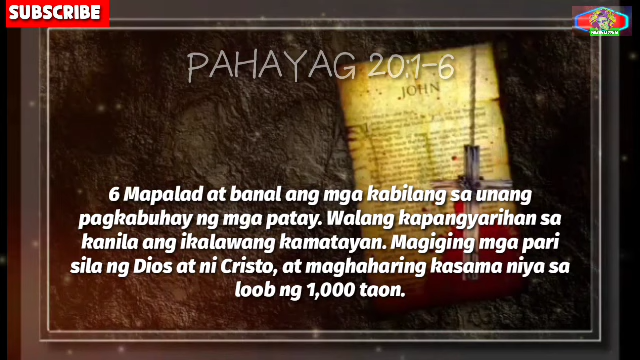 SUBSCRIBE
PAHAYAG 20:1-6
JOHN
6 Mapalad at banal ang mga kabilang sa unang
pagkabuhay ng mga patay. Walang kapangyarihan sa
kanila ang ikalawang kamatayan. Magiging mga pari
sila ng Dios at ni Cristo, at maghaharing kasama niya sa
loob ng 1,000 taon.